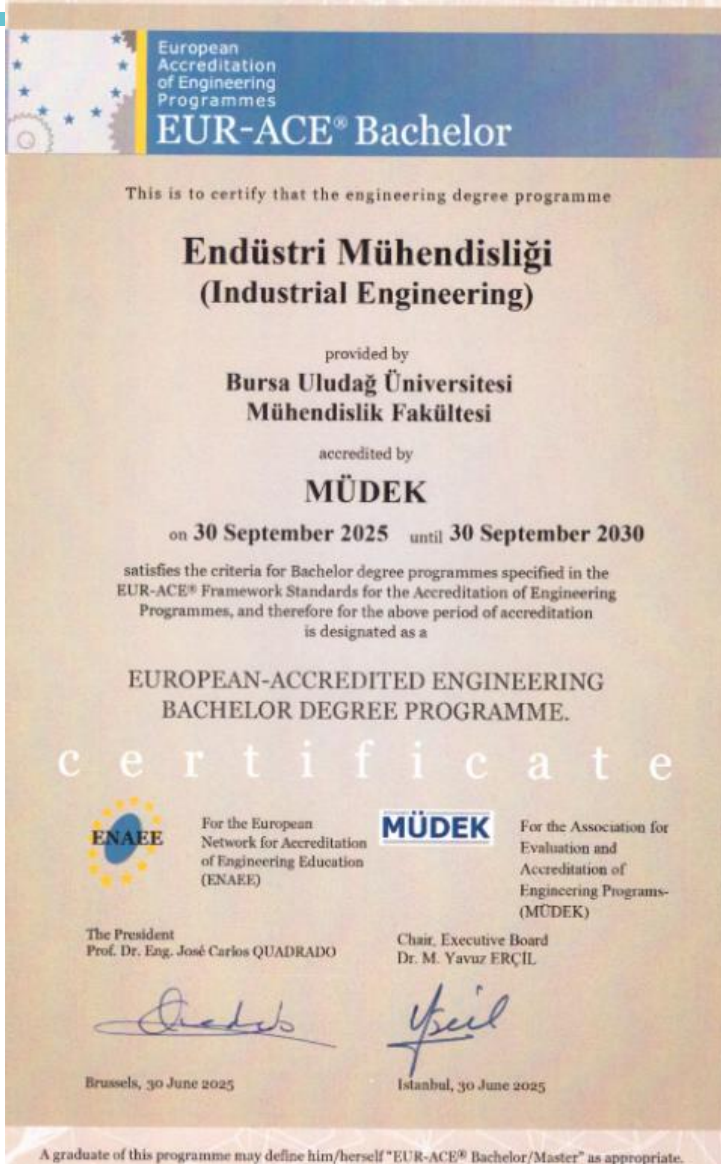 European
Accreditation
of Engineering
Programmes
EUR-ACE® Bachelor
This is to certify that the engineering degree programme
Endüstri Mühendisliği
(Industrial Engineering)
provided by
Bursa Uludağ Üniversitesi
Mühendislik Fakültesi
accredited by
MÜDEK
on 30 September 2025 until 30 September 2030
satisfies the criteria for Bachelor degree programmes specified in the
EUR-ACE® Framework Standards for the Accreditation of Engineering
Programmes, and therefore for the above period of accreditation
is designated as a
EUROPEAN-ACCREDITED ENGINEERING
BACHELOR DEGREE PROGRAMME.
certificate
ENAEE
For the European
Network for Accreditation
of Engineering Education
(ENAEE)
MÜDEK
For the Association for
Evaluation and
Accreditation of
Engineering Programs-
(MÜDEK)
The President
Prof. Dr. Eng. José Carlos QUADRADO
Chair, Executive Board
Dr. M. Yavuz ERÇİL
Brussels, 30 June 2025
Istanbul, 30 June 2025
A graduate of this programme may define him/herself "EUR-ACE® Bachelor/Master" as appropriate.